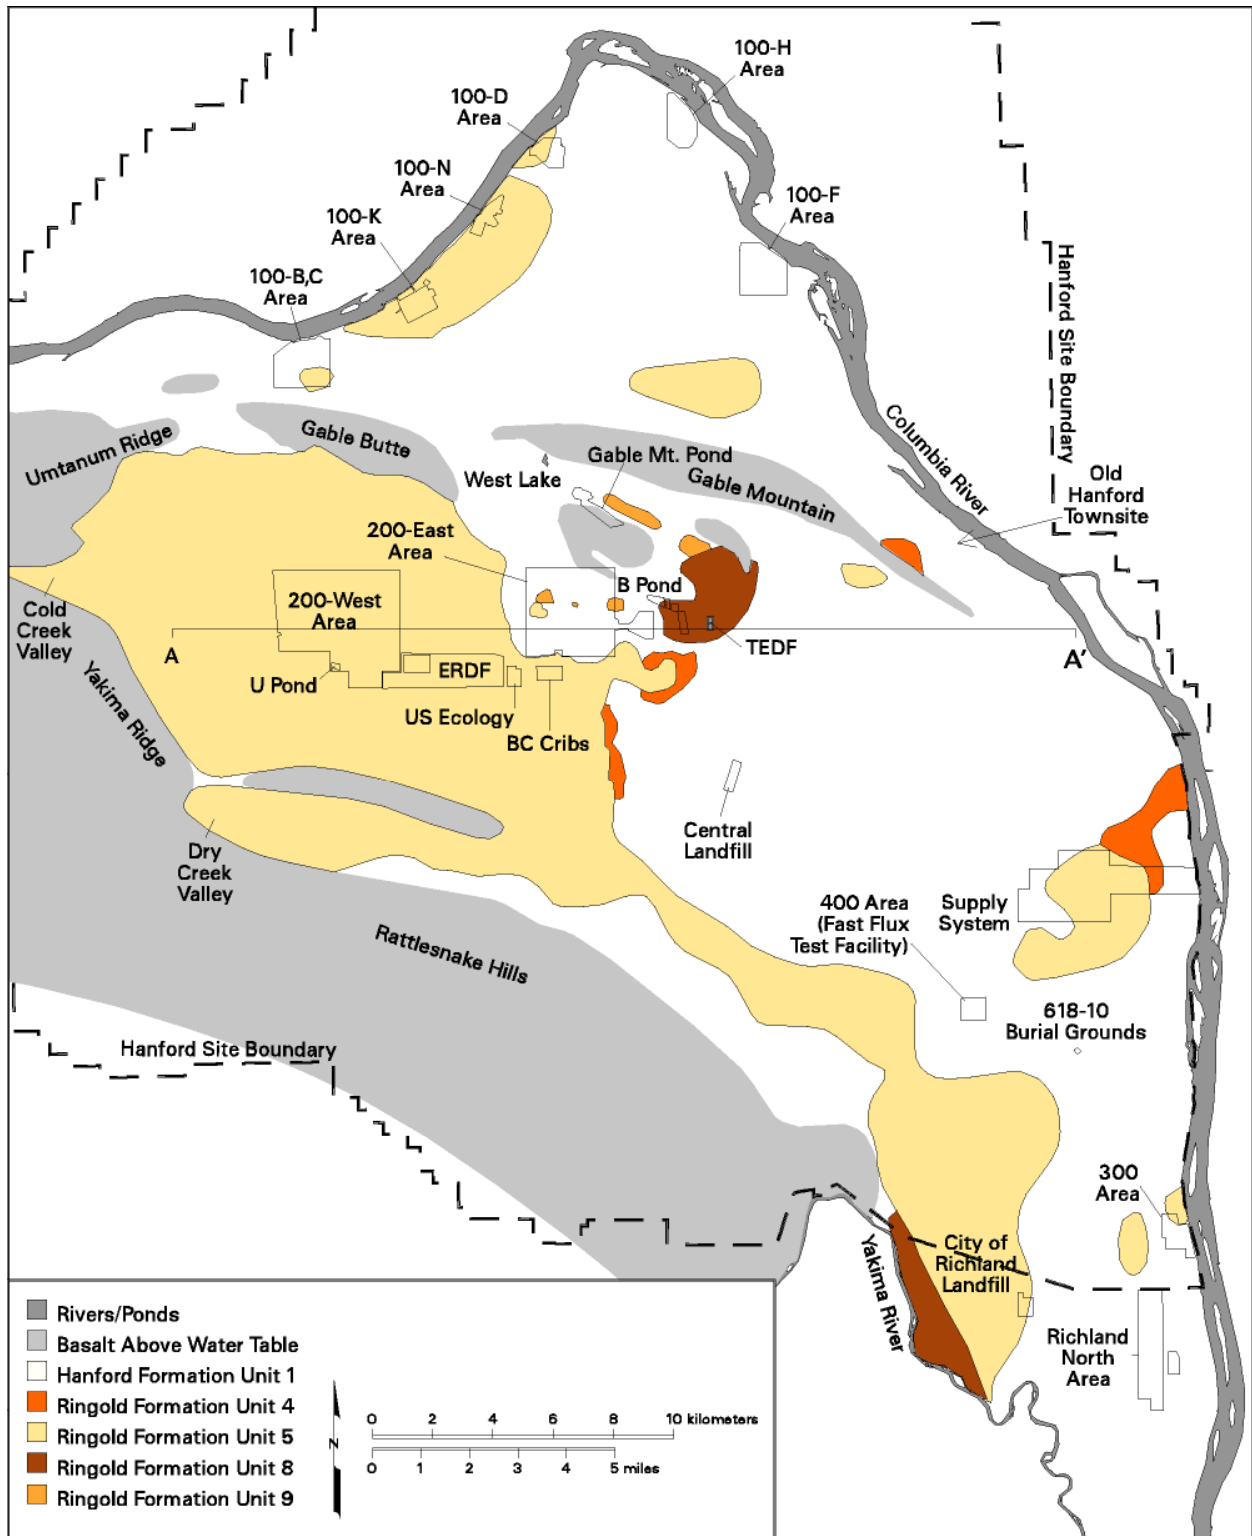 100-H
Area
100-D
Area
100-N
Area
100-K
Area
100-F
Area
100-B,C
Area
Hanford Site Boundary
Columbia River
Umtanum Ridge
Gable Butte
Gable Mt. Pond
West Lake
Gable Mountain
Old
Hanford
Townsite
200-East
Area
B Pond
200-West
Area
Cold
Creek
Valley
TEDF
A
A'
ERDF
U Pond
US Ecology
BC Cribs
Yakima Ridge
Central
Landfill
Dry
Creek
Valley
400 Area
(Fast Flux
Test Facility)
Supply
System
Rattlesnake Hills
618-10
Burial Grounds
Hanford Site Boundary
300
Area
City of
Richland
Landfill
Yakima River
Richland
North
Area
Rivers/Ponds
Basalt Above Water Table
Hanford Formation Unit 1
Ringold Formation Unit 4
Ringold Formation Unit 5
Ringold Formation Unit 8
Ringold Formation Unit 9
N
0 2 4 6 8 10 kilometers
0 1 2 3 4 5 miles